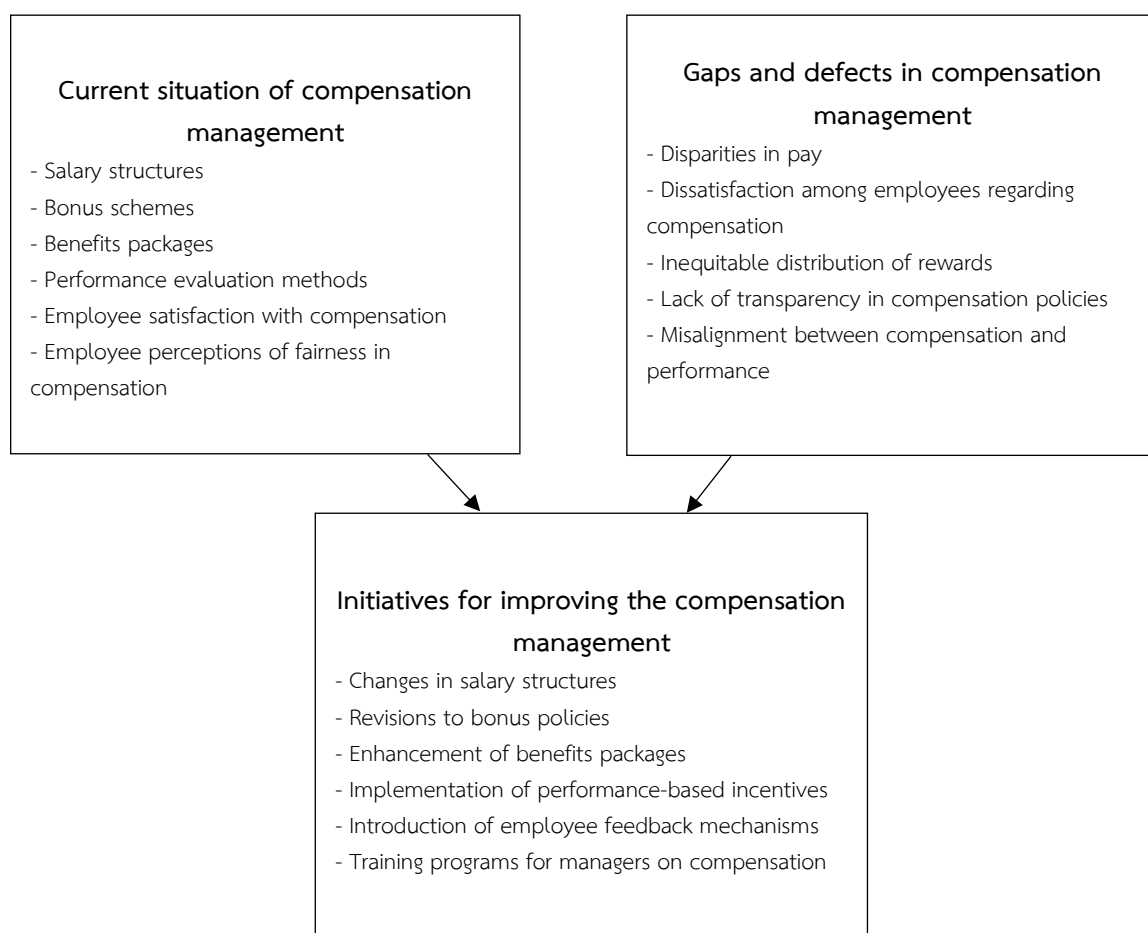 Current situation of compensation
management
- Salary structures
- Bonus schemes
- Benefits packages
- Performance evaluation methods
- Employee satisfaction with compensation
- Employee perceptions of fairness in
compensation
Gaps and defects in compensation
management
- Disparities in pay
- Dissatisfaction among employees regarding
compensation
- Inequitable distribution of rewards
- Lack of transparency in compensation policies
- Misalignment between compensation and
performance
Initiatives for improving the compensation
management
- Changes in salary structures
- Revisions to bonus policies
- Enhancement of benefits packages
- Implementation of performance-based incentives
- Introduction of employee feedback mechanisms
- Training programs for managers on compensation